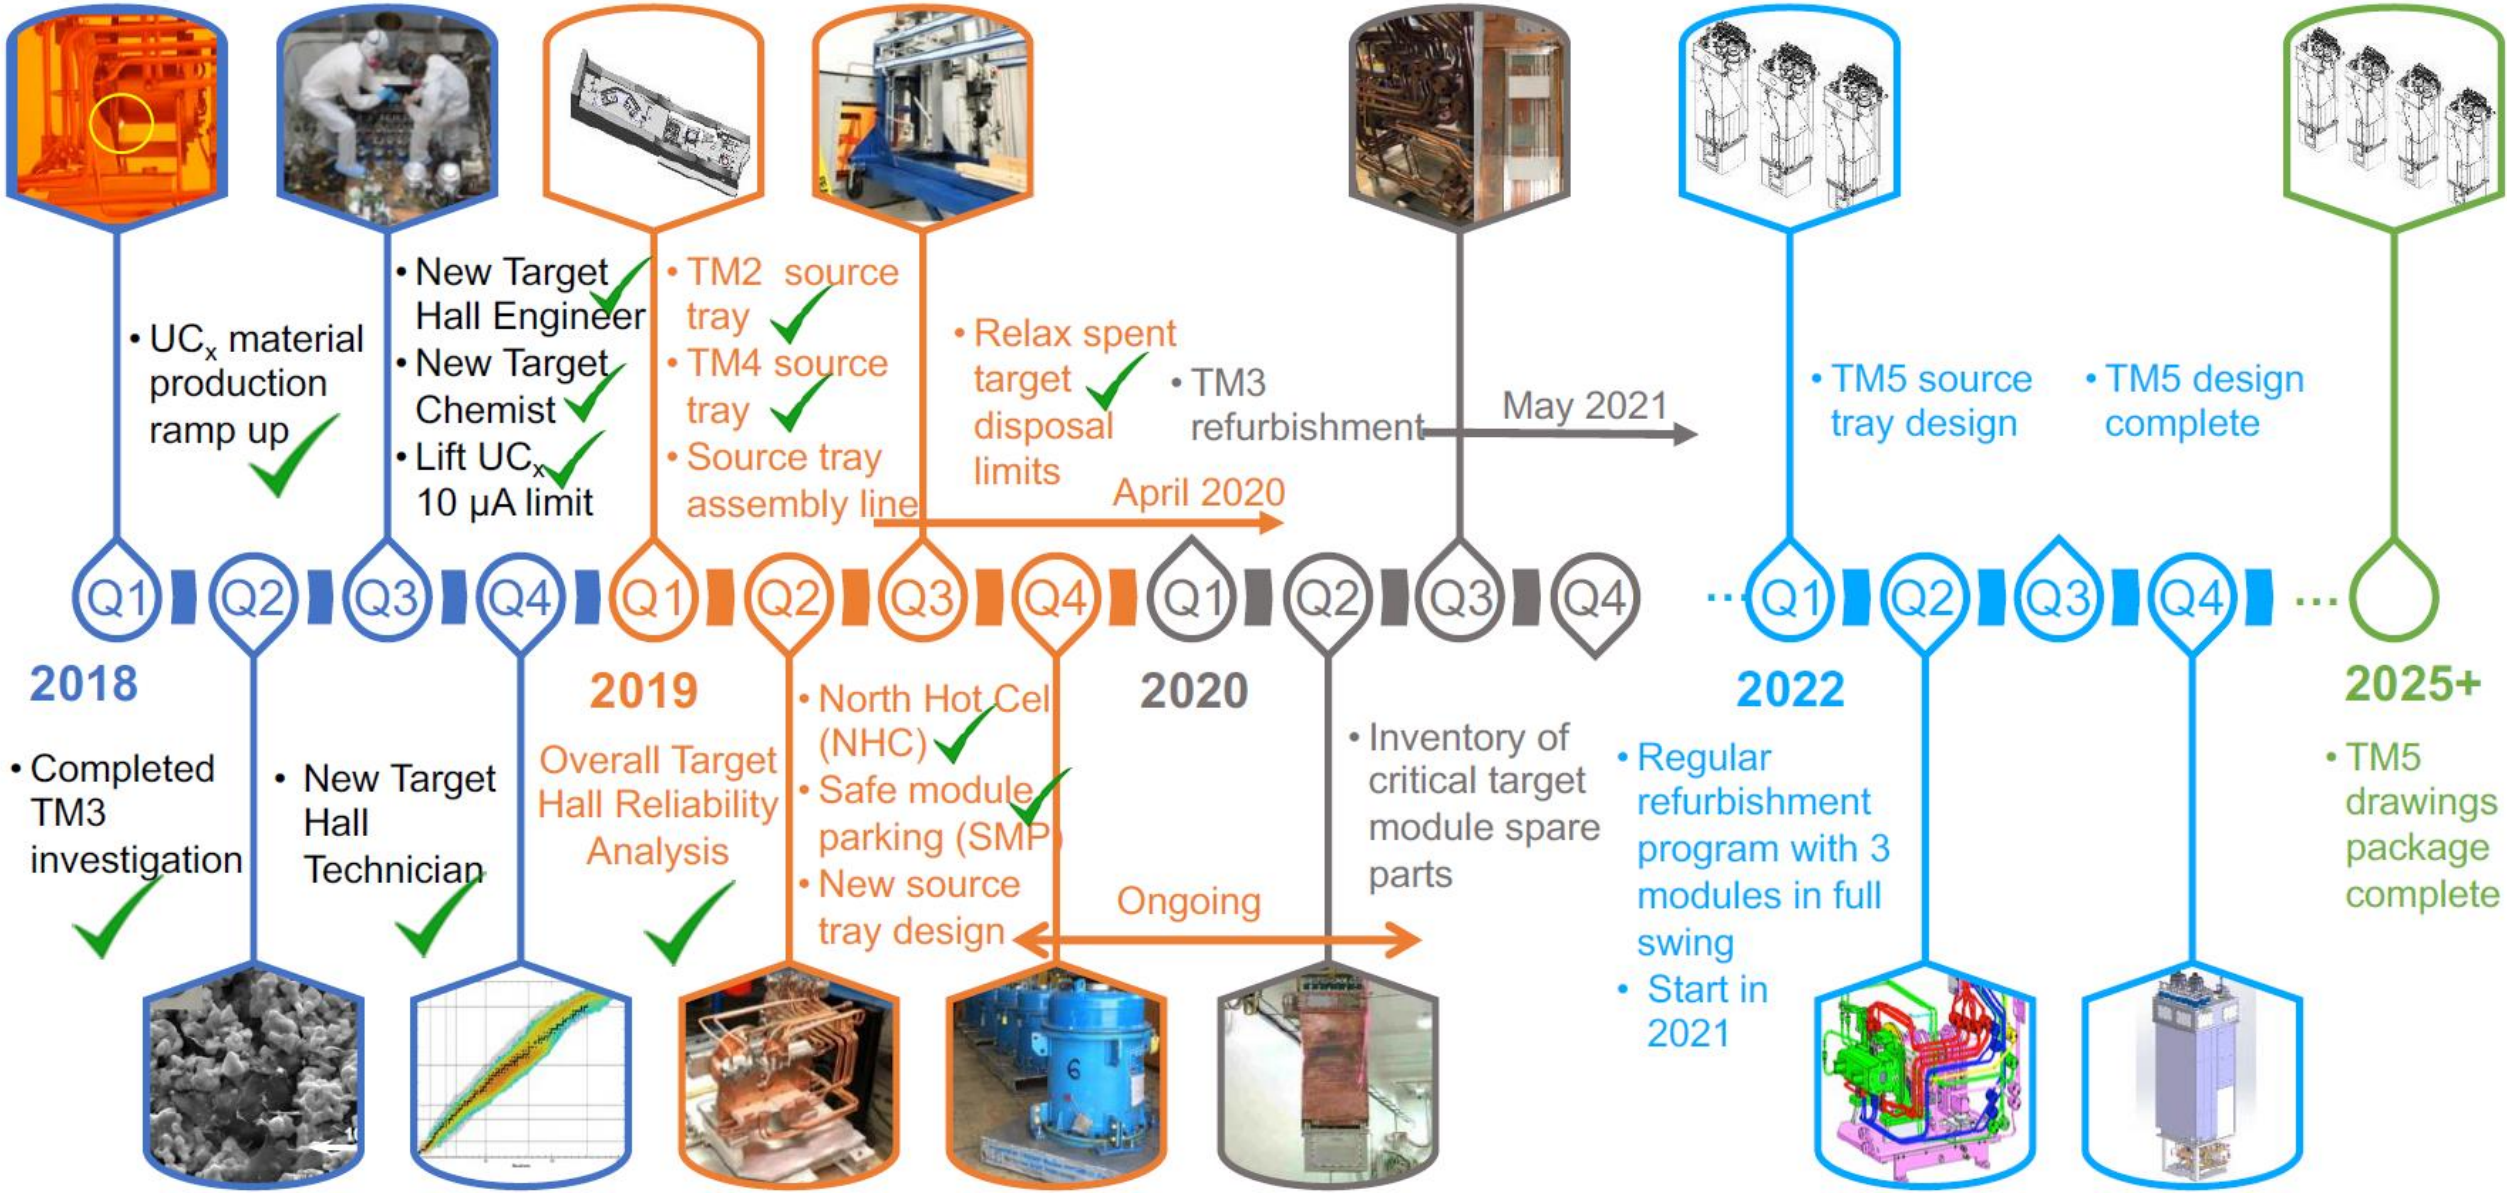 • UCx material
production
ramp up
• New Target
Hall Engineer
• New Target
Chemist
• Lift UCx
10 µA limit
• TM2 source
tray
• TM4 source
tray
• Source tray
assembly line
• Relax spent
target
disposal
limits
April 2020
• TM3
refurbishment
May 2021
• TM5 source
tray design
• TM5 design
complete
Q1 Q2 Q3 Q4 Q1 Q2 Q3 Q4 Q1 Q2 Q3 Q4 ... Q1 Q2 Q3 Q4 ...
2018 2019 2020 2022 2025+
• Completed
TM3
investigation
• New Target
Hall
Technician
Overall Target
Hall Reliability
Analysis
• North Hot Cel
(NHC)
• Safe module
parking (SMP)
• New source
tray design
Ongoing
• Inventory of
critical target
module spare
parts
• Regular
refurbishment
program with 3
modules in full
swing
• Start in
2021
• TM5
drawings
package
complete
6